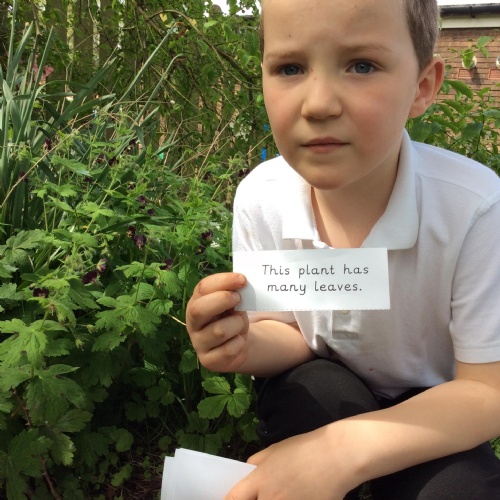 This plant has
many leaves.